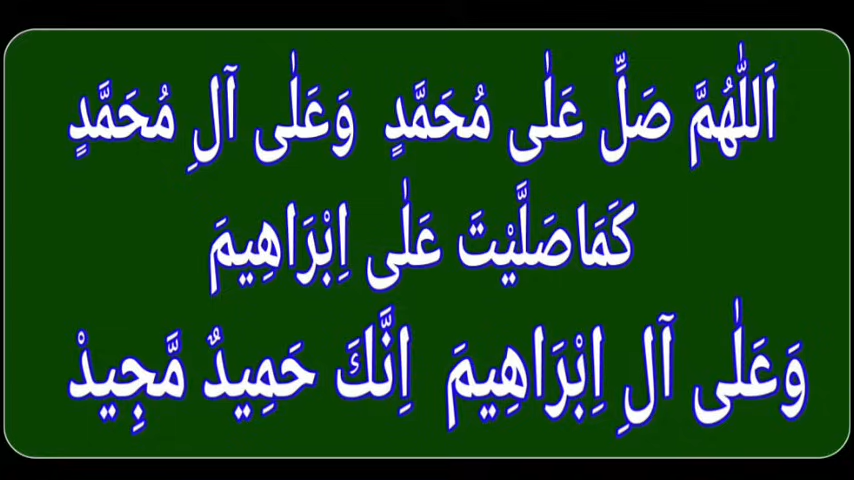 اَللّٰهُمَّ صَلِّ عَلٰى مُحَمَّدٍ وَعَلٰى آلِ مُحَمَّدٍ
كَمَاصَلَّيْتَ عَلٰى اِبْرَاهِيمَ
وَعَلٰى آلِ اِبْرَاهِيمَ اِنَّكَ حَمِيدٌ مَّجِيدْ